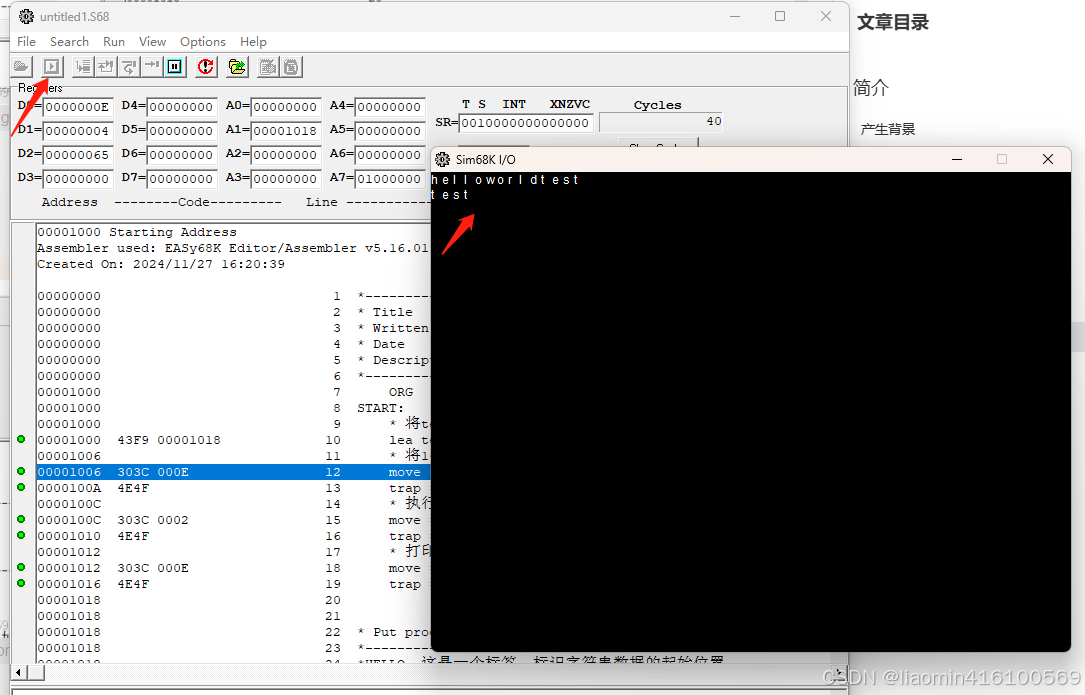 untitled1.S68
File Search Run View Options Help
文章目录
简介
产生背景
T S INT XNZVC Cycles
D0=0000000E D4=00000000 A0=00000000 A4=00000000 SR=0010000000000000 40
D1=00000004 D5=00000000 A1=00001018 A5=00000000
D2=00000065 D6=00000000 A2=00000000 A6=00000000
D3=00000000 D7=00000000 A3=00000000 A7=01000000
Address --------Code--------- Line -----------
Sim68K I/O
helloworldtest
test
00001000 Starting Address
Assembler used: EASy68K Editor/Assembler v5.16.01
Created On: 2024/11/27 16:20:39
00000000 1 *--------
00000000 2 * Title
00000000 3 * Written
00000000 4 * Date
00000000 5 * Descrip
00000000 6 *--------
00001000 7 ORG
00001000 8 START:
00001000 9 * 将
00001000 43F9 00001018 10 lea
00001006 11 * 将
00001006 303C 000E 12 move
0000100A 4E4F 13 trap
0000100C 14 * 执行
0000100C 303C 0002 15 move
00001010 4E4F 16 trap
00001012 17 * 打印
00001012 303C 000E 18 move
00001016 4E4F 19 trap
00001018 20
00001018 21
00001018 22 * Put pro
00001018 23 *--------
00001018 24 *HELLO 这是一个标签，标识字符串数据的起始位置
CSDN @liaomin416100569